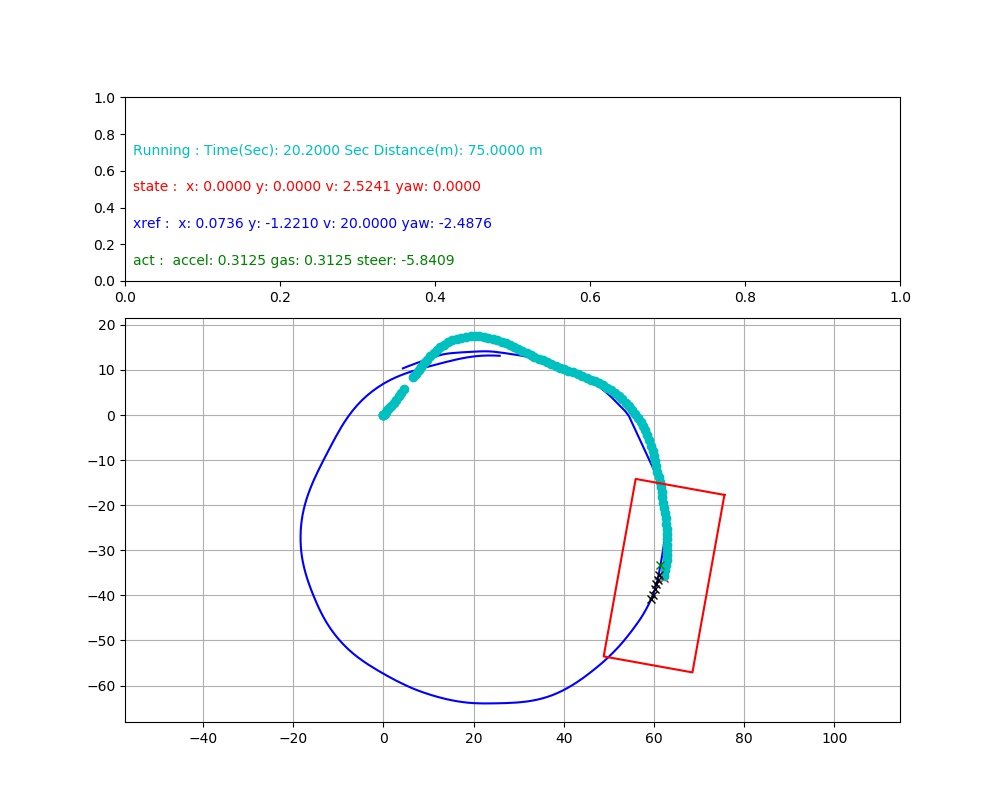 1.0
0.8
Running : Time(Sec): 20.2000 Sec Distance(m): 75.0000 m
0.6
state :  x: 0.0000 y: 0.0000 v: 2.5241 yaw: 0.0000
0.4
xref :  x: 0.0736 y: -1.2210 v: 20.0000 yaw: -2.4876
0.2
act :  accel: 0.3125 gas: 0.3125 steer: -5.8409
0.0
0.0 0.2 0.4 0.6 0.8 1.0
20
10
0
−10
−20
−30
−40
−50
−60
−40 −20 0 20 40 60 80 100